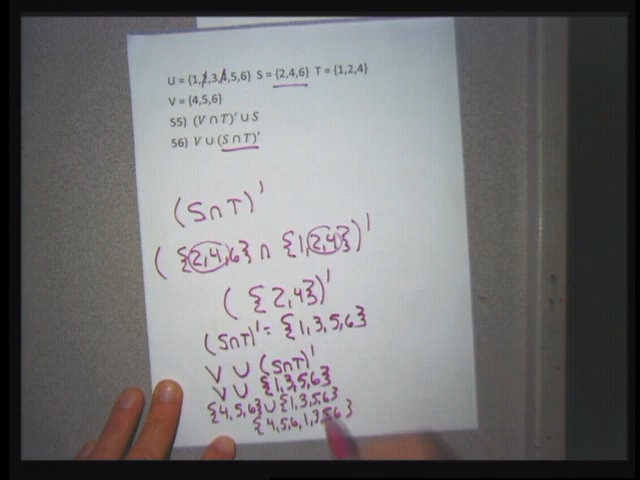 U = {1,2,3,4,5,6} S = {2,4,6} T = {1,2,4}
V = {4,5,6}
55) (V ∩ T)′ ∪ S
56) V ∪ (S ∩ T)′
(S∩T)'
({2,4,6} ∩ {1,2,4})'
({2,4})'
(S∩T)' = {1,3,5,6}
V ∪ (S∩T)'
V ∪ {1,3,5,6}
{4,5,6} ∪ {1,3,5,6}
{4,5,6,1,3,5,6}